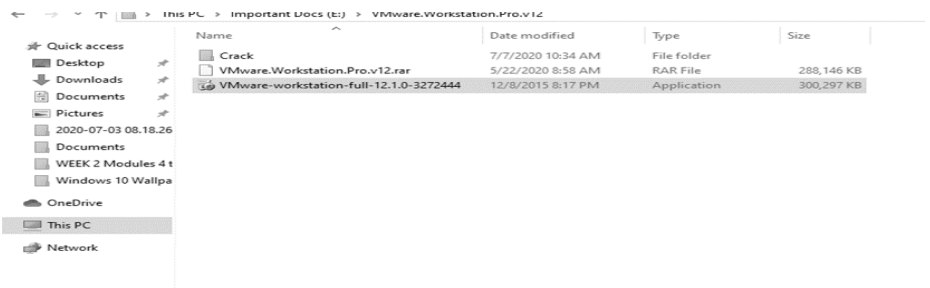 This PC > Important Docs (E:) > VMware.Workstation.Pro.v12
Name Date modified Type Size
Quick access
Desktop
Downloads
Documents
Pictures
2020-07-03 08.18.26
Documents
WEEK 2 Modules 4 t
Windows 10 Wallpa
OneDrive
This PC
Network
Crack 7/7/2020 10:34 AM File folder
VMware.Workstation.Pro.v12.rar 5/22/2020 8:58 AM RAR File 288,146 KB
VMware-workstation-full-12.1.0-3272444 12/8/2015 8:17 PM Application 300,297 KB